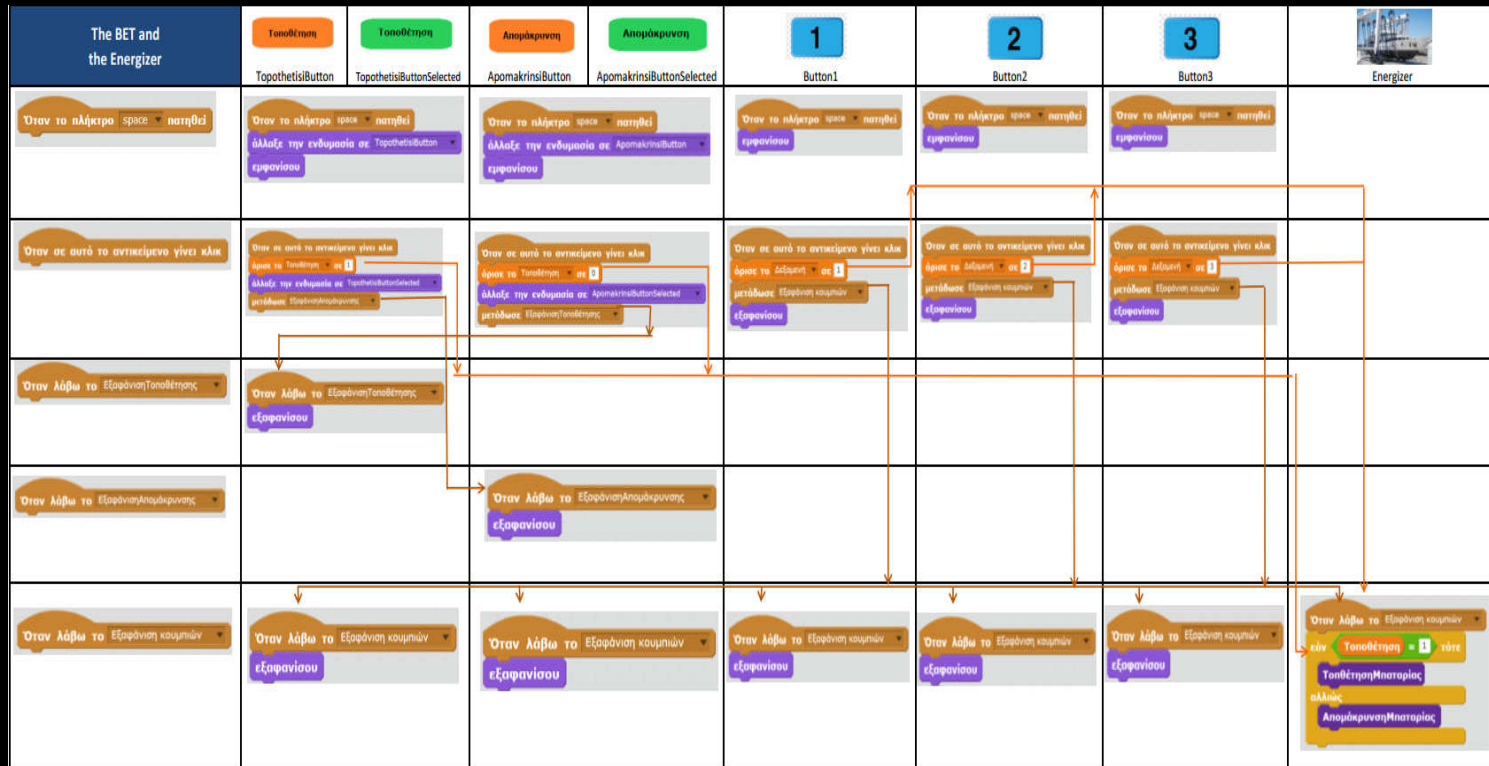 The BET and
the Energizer
Τοποθέτηση
TopothetisiButton
Τοποθέτηση
TopothetisiButtonSelected
Απομάκρυνση
ApomakrinsiButton
Απομάκρυνση
ApomakrinsiButtonSelected
1
Button1
2
Button2
3
Button3
Energizer
Όταν το πλήκτρο space πατηθεί
Όταν το πλήκτρο space πατηθεί
άλλαξε την ενδυμασία σε TopothetisiButton
εμφανίσου
Όταν το πλήκτρο space πατηθεί
άλλαξε την ενδυμασία σε ApomakrinsiButton
εμφανίσου
Όταν το πλήκτρο space πατηθεί
εμφανίσου
Όταν το πλήκτρο space πατηθεί
εμφανίσου
Όταν το πλήκτρο space πατηθεί
εμφανίσου
Όταν σε αυτό το αντικείμενο γίνει κλικ
Όταν σε αυτό το αντικείμενο γίνει κλικ
όρισε το Τοποθέτηση σε 1
άλλαξε την ενδυμασία σε TopothetisiButtonSelected
μετάδωσε ΕξαφάνισηΑπομάκρυνσης
Όταν σε αυτό το αντικείμενο γίνει κλικ
όρισε το Τοποθέτηση σε 0
άλλαξε την ενδυμασία σε ApomakrinsiButtonSelected
μετάδωσε ΕξαφάνισηΤοποθέτησης
Όταν σε αυτό το αντικείμενο γίνει κλικ
όρισε το Δεξαμενή σε 1
μετάδωσε Εξαφάνιση κουμπιών
εξαφανίσου
Όταν σε αυτό το αντικείμενο γίνει κλικ
όρισε το Δεξαμενή σε 2
μετάδωσε Εξαφάνιση κουμπιών
εξαφανίσου
Όταν σε αυτό το αντικείμενο γίνει κλικ
όρισε το Δεξαμενή σε 3
μετάδωσε Εξαφάνιση κουμπιών
εξαφανίσου
Όταν λάβω το ΕξαφάνισηΤοποθέτησης
Όταν λάβω το ΕξαφάνισηΤοποθέτησης
εξαφανίσου
Όταν λάβω το ΕξαφάνισηΑπομάκρυνσης
Όταν λάβω το ΕξαφάνισηΑπομάκρυνσης
εξαφανίσου
Όταν λάβω το Εξαφάνιση κουμπιών
Όταν λάβω το Εξαφάνιση κουμπιών
εξαφανίσου
Όταν λάβω το Εξαφάνιση κουμπιών
εξαφανίσου
Όταν λάβω το Εξαφάνιση κουμπιών
εξαφανίσου
Όταν λάβω το Εξαφάνιση κουμπιών
εξαφανίσου
Όταν λάβω το Εξαφάνιση κουμπιών
εξαφανίσου
Όταν λάβω το Εξαφάνιση κουμπιών
εάν Τοποθέτηση = 1 τότε
ΤοπθέτησηΜπαταρίας
αλλιώς
ΑπομάκρυνσηΜπαταρίας